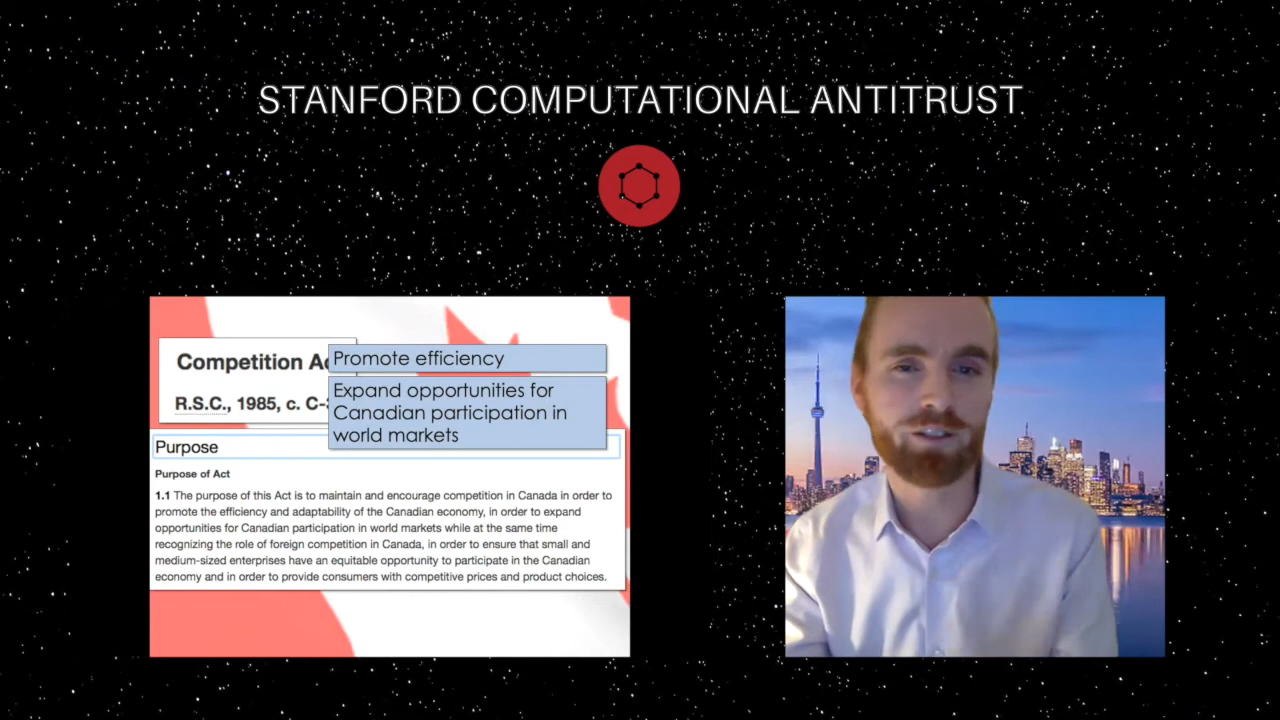 STANFORD COMPUTATIONAL ANTITRUST
Competition Ac
R.S.C., 1985, c. C-
Promote efficiency
Expand opportunities for
Canadian participation in
world markets
Purpose
Purpose of Act
1.1 The purpose of this Act is to maintain and encourage competition in Canada in order to
promote the efficiency and adaptability of the Canadian economy, in order to expand
opportunities for Canadian participation in world markets while at the same time
recognizing the role of foreign competition in Canada, in order to ensure that small and
medium-sized enterprises have an equitable opportunity to participate in the Canadian
economy and in order to provide consumers with competitive prices and product choices.